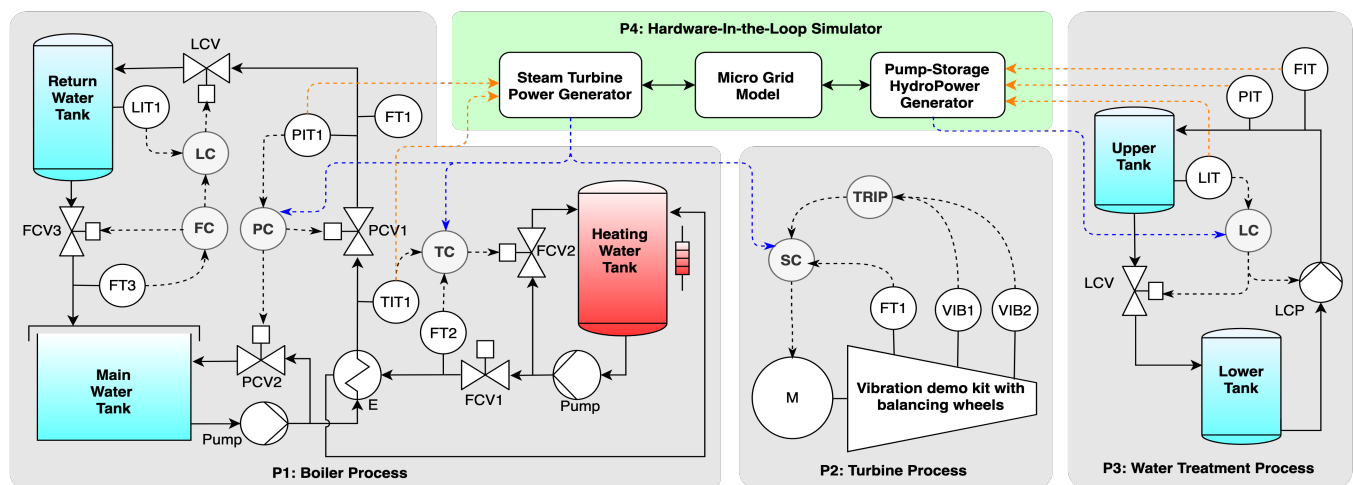 P4: Hardware-In-the-Loop Simulator
Steam Turbine
Power Generator
Micro Grid
Model
Pump-Storage
HydroPower
Generator
Return
Water
Tank
LCV
LIT1
LC
PIT1
FT1
FCV3
FC
PC
PCV1
TC
FCV2
Heating
Water
Tank
FT3
TIT1
FT2
Main
Water
Tank
PCV2
E
FCV1
Pump
Pump
P1: Boiler Process
TRIP
SC
FT1
VIB1
VIB2
M
Vibration demo kit with
balancing wheels
P2: Turbine Process
FIT
PIT
Upper
Tank
LIT
LC
LCV
LCP
Lower
Tank
P3: Water Treatment Process